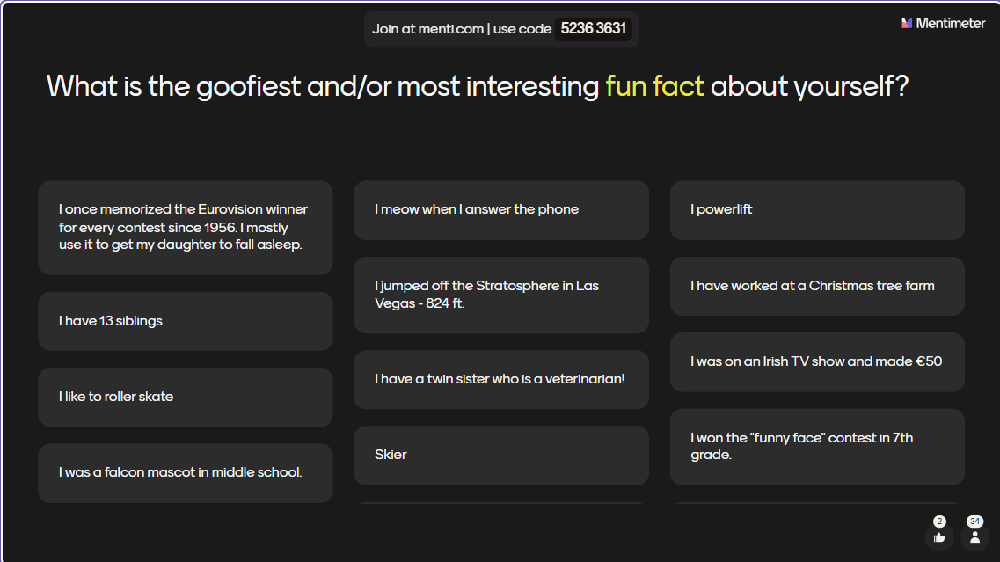 Join at menti.com | use code 5236 3631
Mentimeter
What is the goofiest and/or most interesting fun fact about yourself?
I once memorized the Eurovision winner
for every contest since 1956. I mostly
use it to get my daughter to fall asleep.
I have 13 siblings
I like to roller skate
I was a falcon mascot in middle school.
I meow when I answer the phone
I jumped off the Stratosphere in Las
Vegas - 824 ft.
I have a twin sister who is a veterinarian!
Skier
I powerlift
I have worked at a Christmas tree farm
I was on an Irish TV show and made €50
I won the "funny face" contest in 7th
grade.
2
34